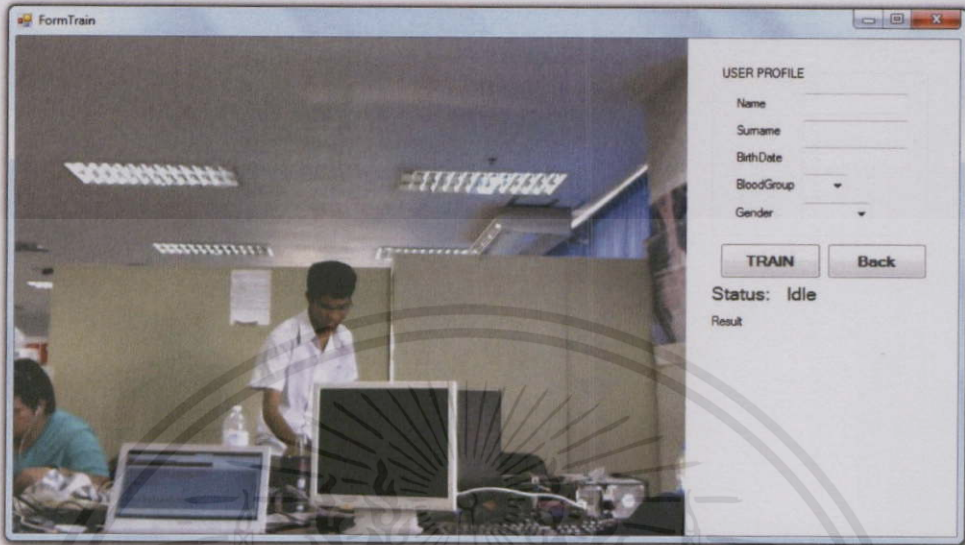 FormTrain
USER PROFILE
Name
Surname
BirthDate
BloodGroup
Gender
TRAIN Back
Status: Idle
Result